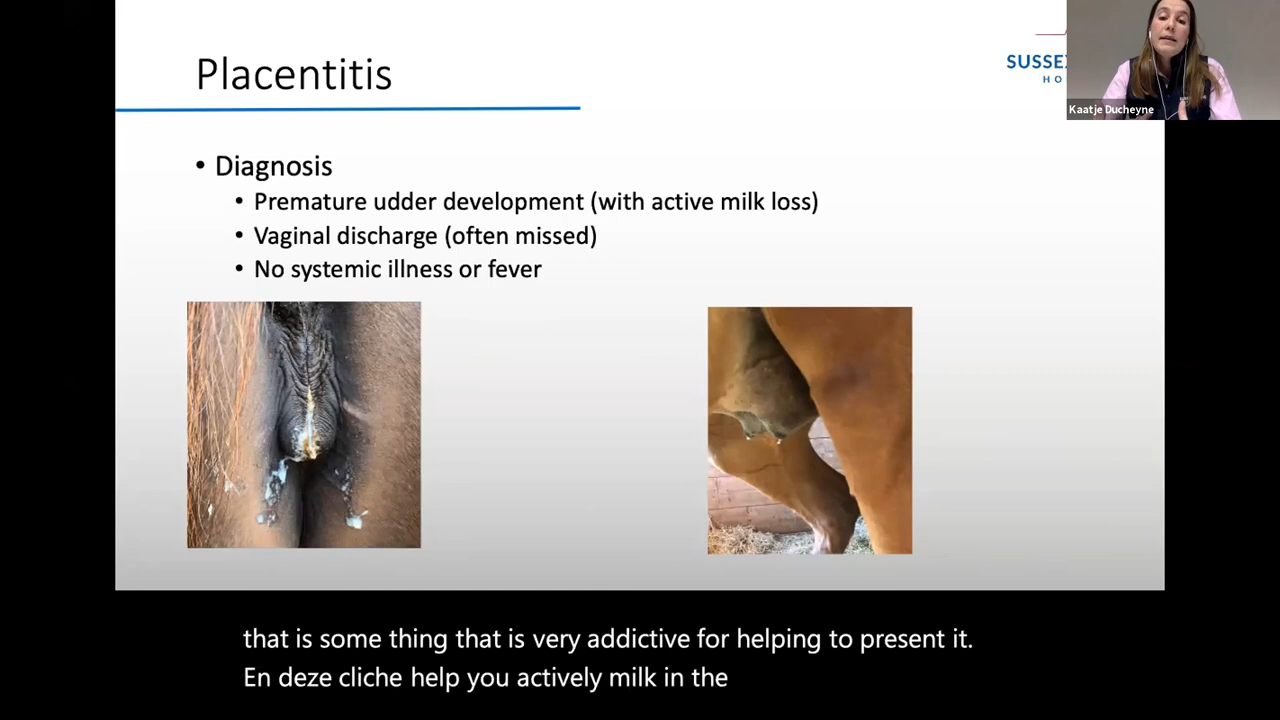 Placentitis
SUSSEX
HO
Kaatje Ducheyne
• Diagnosis
• Premature udder development (with active milk loss)
• Vaginal discharge (often missed)
• No systemic illness or fever
that is some thing that is very addictive for helping to present it.
En deze cliche help you actively milk in the